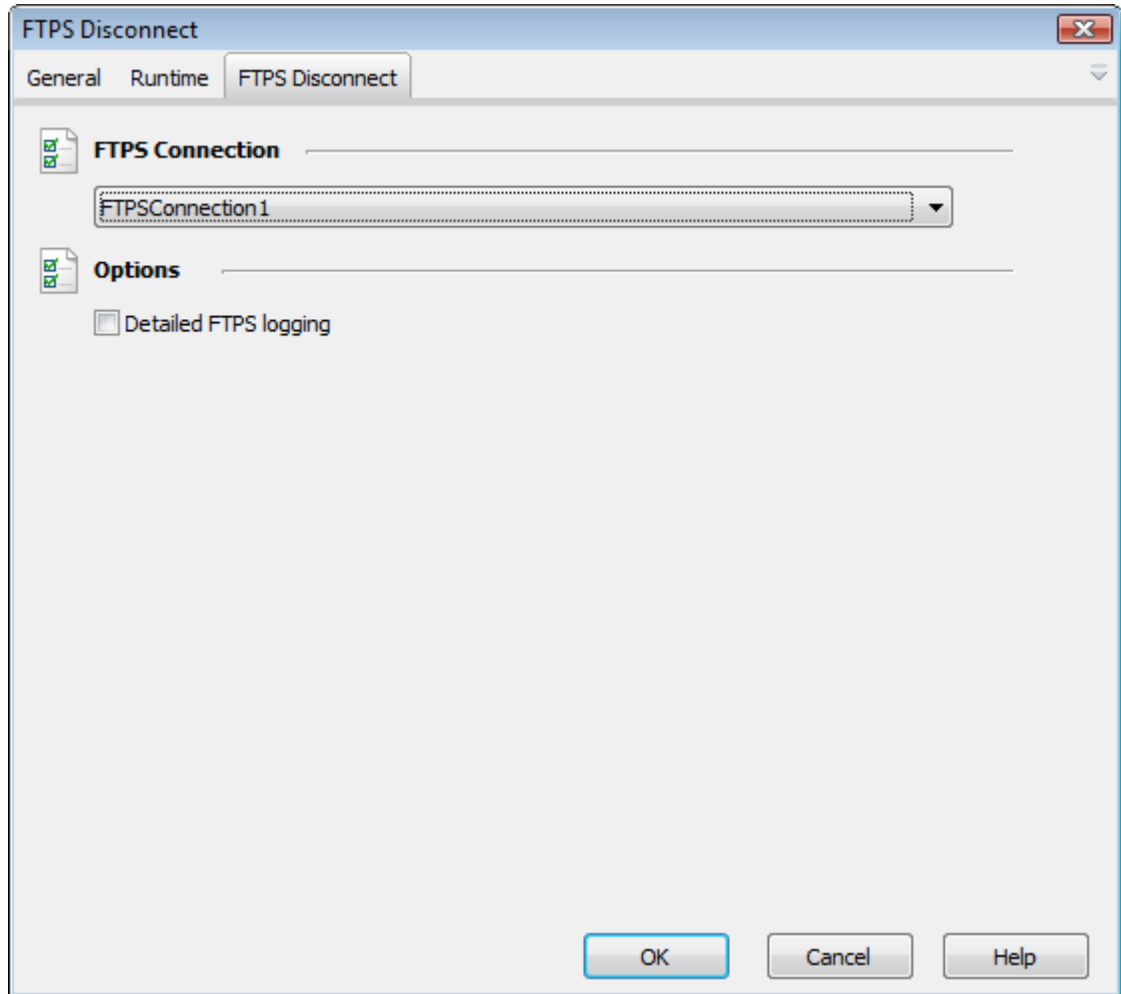 FTPS Disconnect
General Runtime FTPS Disconnect
FTPS Connection
FTPSConnection1
Options
Detailed FTPS logging
OK Cancel Help